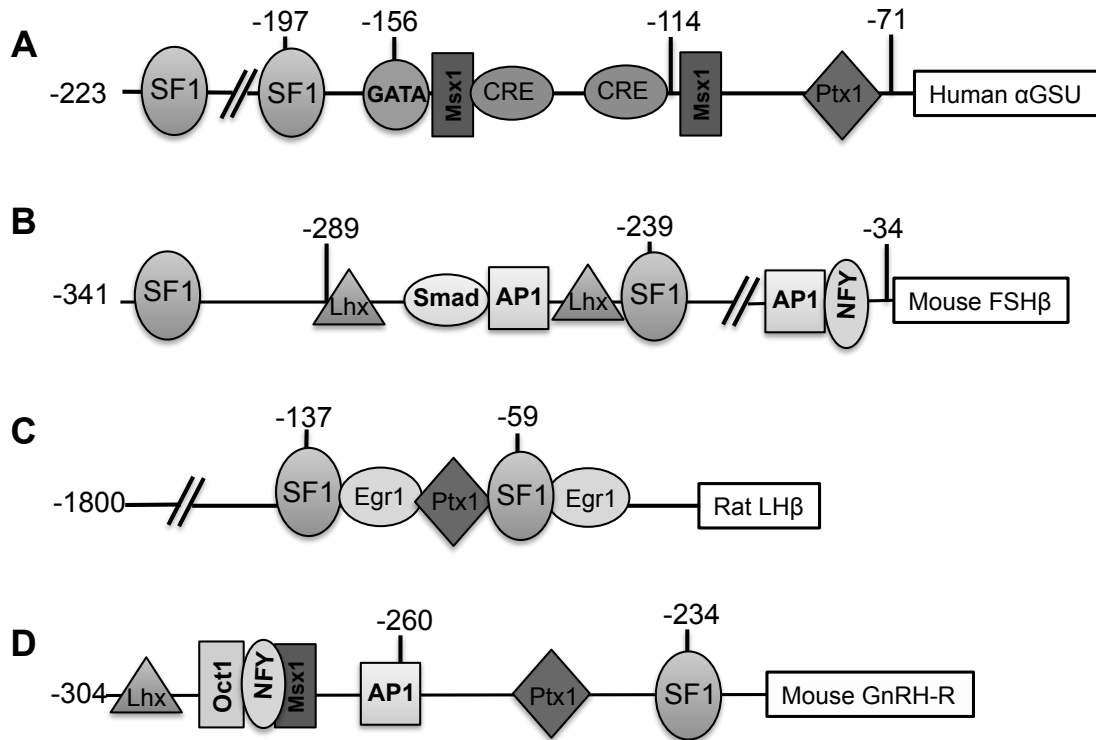 A
-197
-156
-114
-71
-223
SF1
SF1
GATA
Msx1
CRE
CRE
Msx1
Ptx1
Human αGSU
B
-289
-239
-34
-341
SF1
Lhx
Smad
AP1
Lhx
SF1
AP1
NFY
Mouse FSHβ
C
-137
-59
-1800
SF1
Egr1
Ptx1
SF1
Egr1
Rat LHβ
D
-260
-234
-304
Lhx
Oct1
NFY
Msx1
AP1
Ptx1
SF1
Mouse GnRH-R